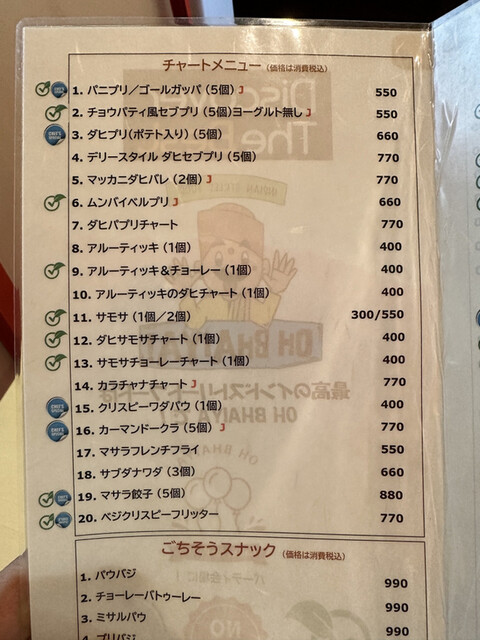 チャートメニュー (価格は消費税込)
1. パニプリ／ゴールガッパ（5個）J 550
2. チョウパティ風セブプリ（5個）ヨーグルト無し J 550
3. ダヒプリ(ポテト入り)（5個） 660
4. デリースタイル ダヒセブプリ（5個） 770
5. マッカニダヒバレ（2個）J 770
6. ムンバイベルプリ J 660
7. ダヒパプリチャート 770
8. アルーティッキ（1個） 400
9. アルーティッキ＆チョーレー（1個） 400
10. アルーティッキのダヒチャート（1個） 400
11. サモサ（1個／2個） 300/550
12. ダヒサモサチャート（1個） 400
13. サモサチョーレーチャート（1個） 400
14. カラチャナチャート J 770
15. クリスピーワダパウ（1個） 400
16. カーマンドークラ（5個）J 770
17. マサラフレンチフライ 550
18. サブダナワダ（3個） 660
19. マサラ餃子（5個） 880
20. ベジクリスピーフリッター 770
ごちそうスナック (価格は消費税込)
1. パウバジ 990
2. チョーレーバトゥーレー 990
3. ミサルパウ 990
4. プリバジ